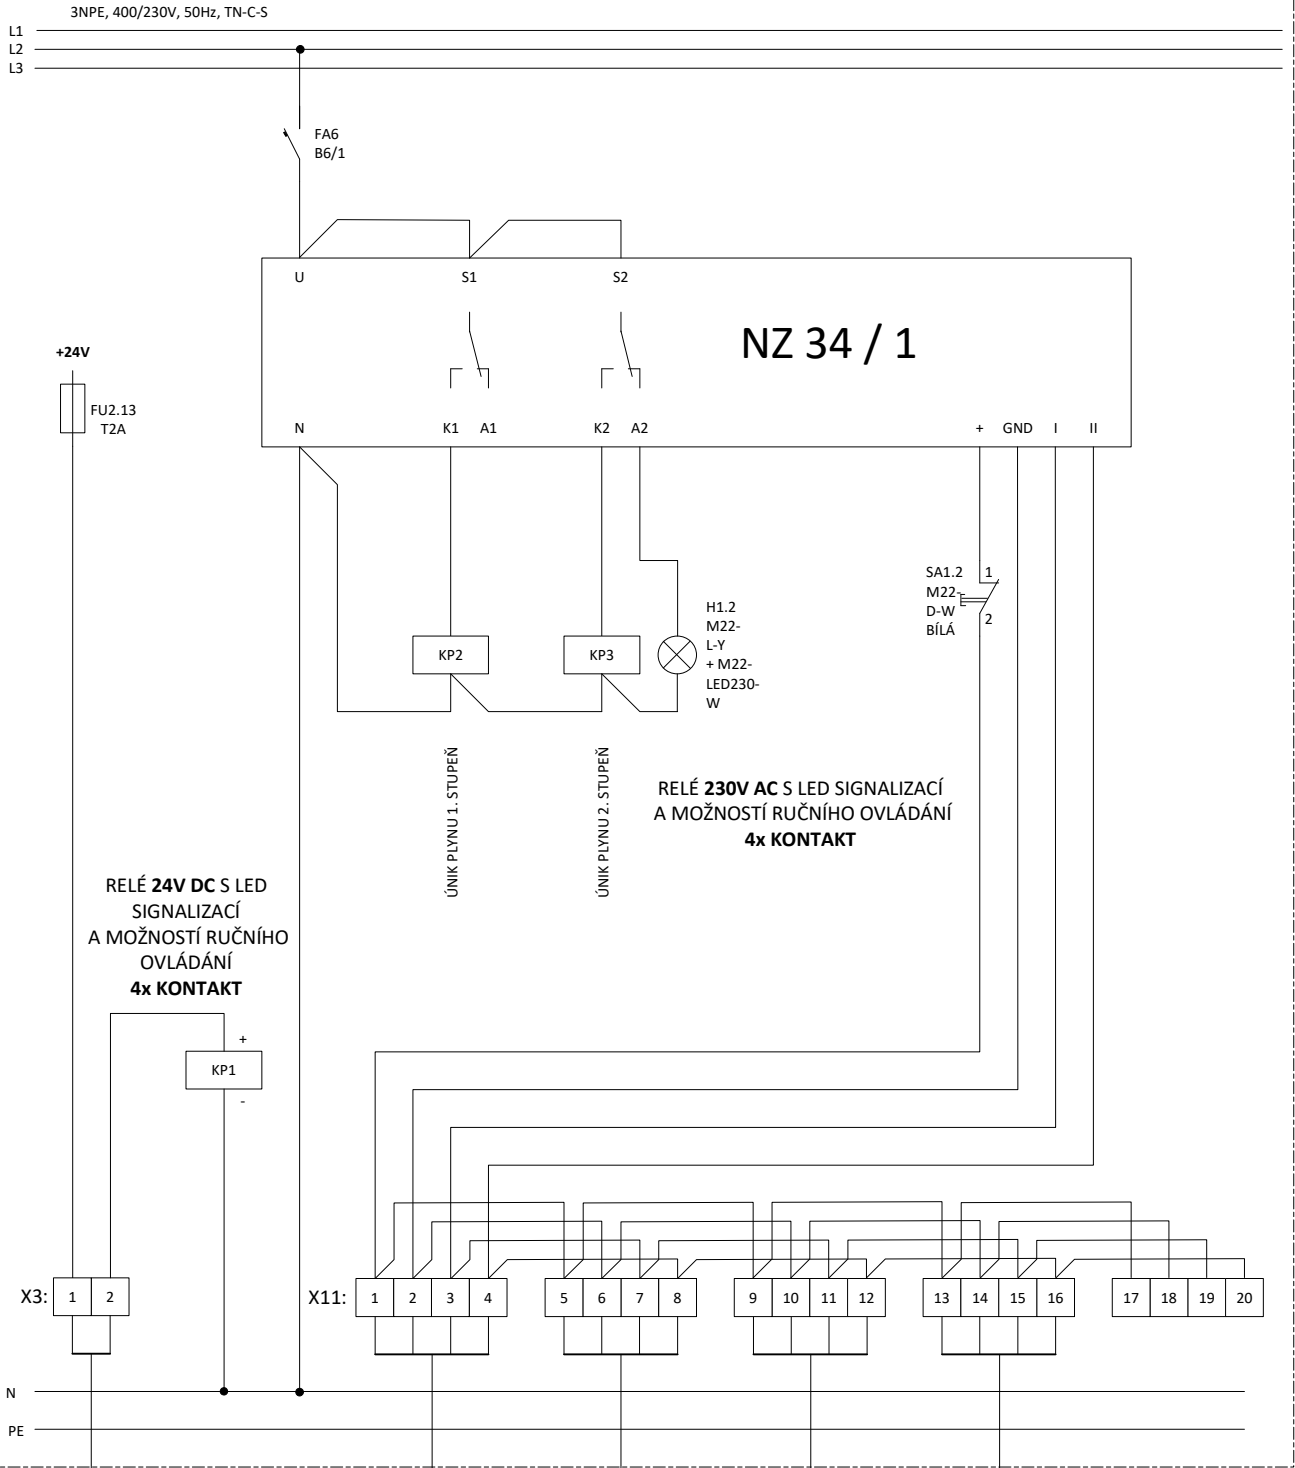 3NPE, 400/230V, 50Hz, TN-C-S
L1
L2
L3
FA6
B6/1
U
S1
S2
NZ 34 / 1
+24V
FU2.13
T2A
N
K1
A1
K2
A2
+
GND
I
II
SA1.2
M22-
D-W
BÍLÁ
1
2
H1.2
M22-
L-Y
+ M22-
LED230-
W
KP2
KP3
ÚNIK PLYNU 1. STUPEŇ
ÚNIK PLYNU 2. STUPEŇ
RELÉ 230V AC S LED SIGNALIZACÍ
A MOŽNOSTÍ RUČNÍHO OVLÁDÁNÍ
4x KONTAKT
RELÉ 24V DC S LED
SIGNALIZACÍ
A MOŽNOSTÍ RUČNÍHO
OVLÁDÁNÍ
4x KONTAKT
+
KP1
-
X3: 1 2
X11: 1 2 3 4 5 6 7 8 9 10 11 12 13 14 15 16 17 18 19 20
N
PE